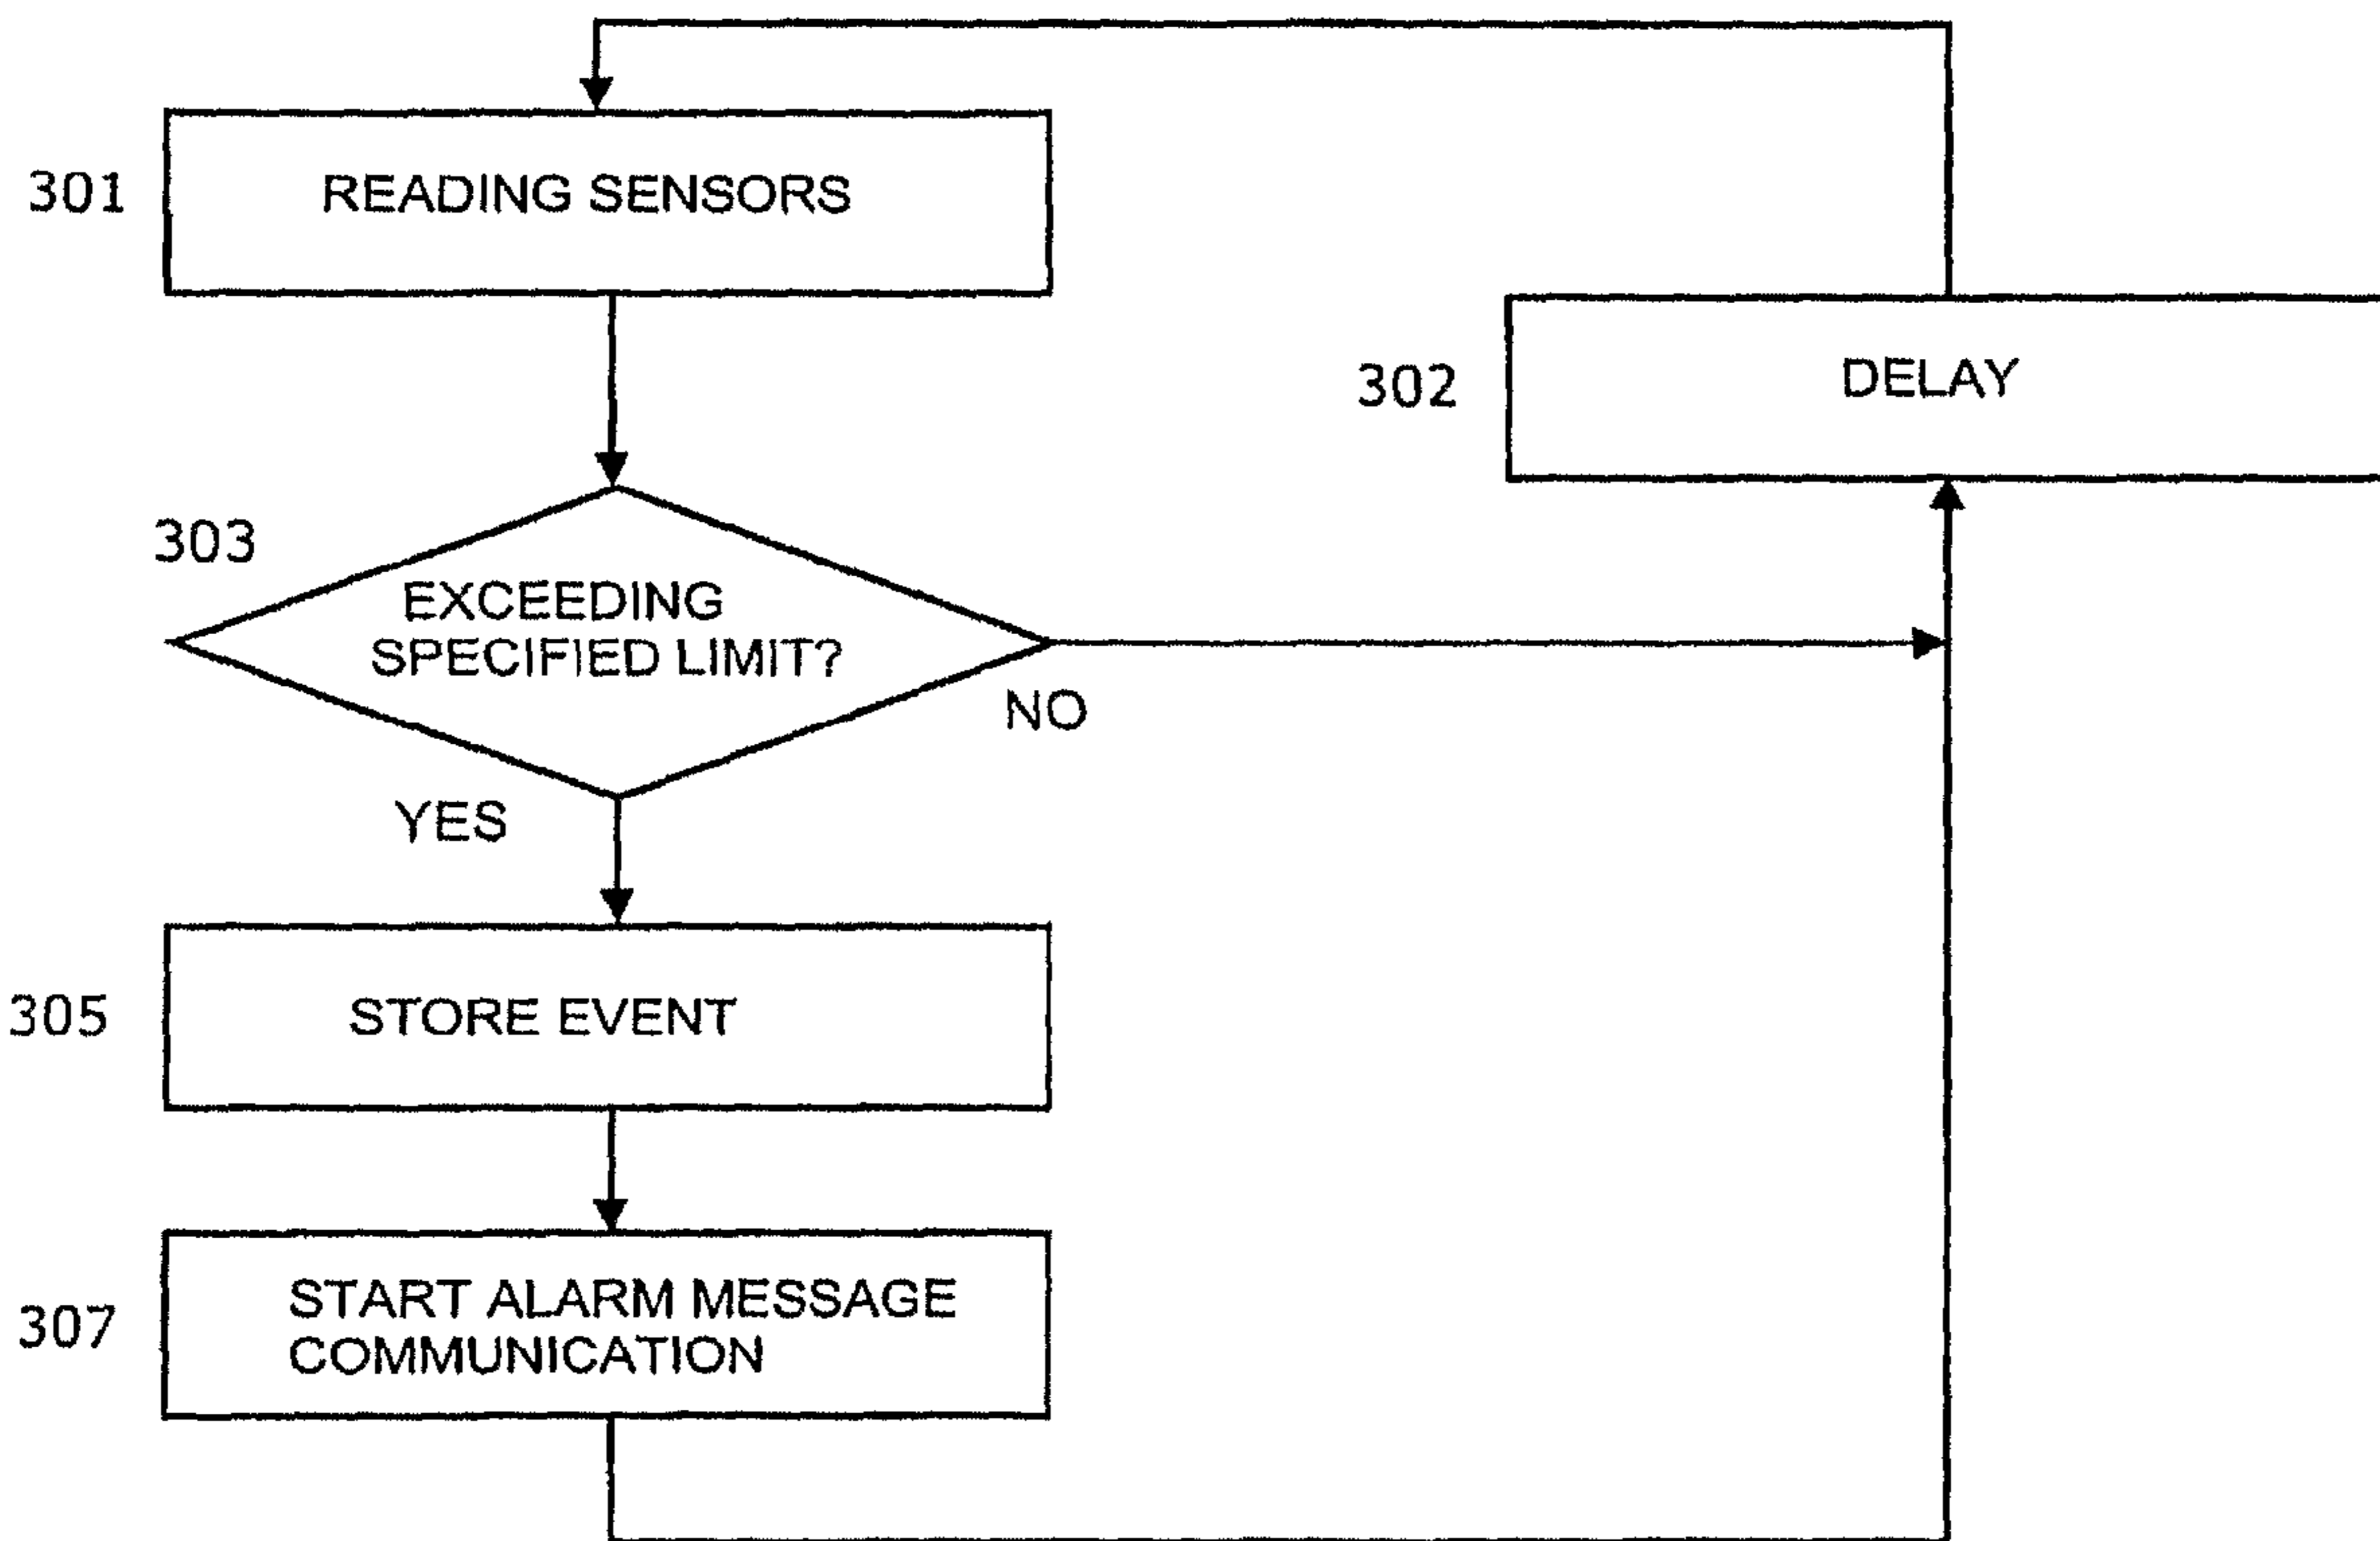 301
READING SENSORS
302
DELAY
303
EXCEEDING
SPECIFIED LIMIT?
NO
YES
305
STORE EVENT
307
START ALARM MESSAGE
COMMUNICATION